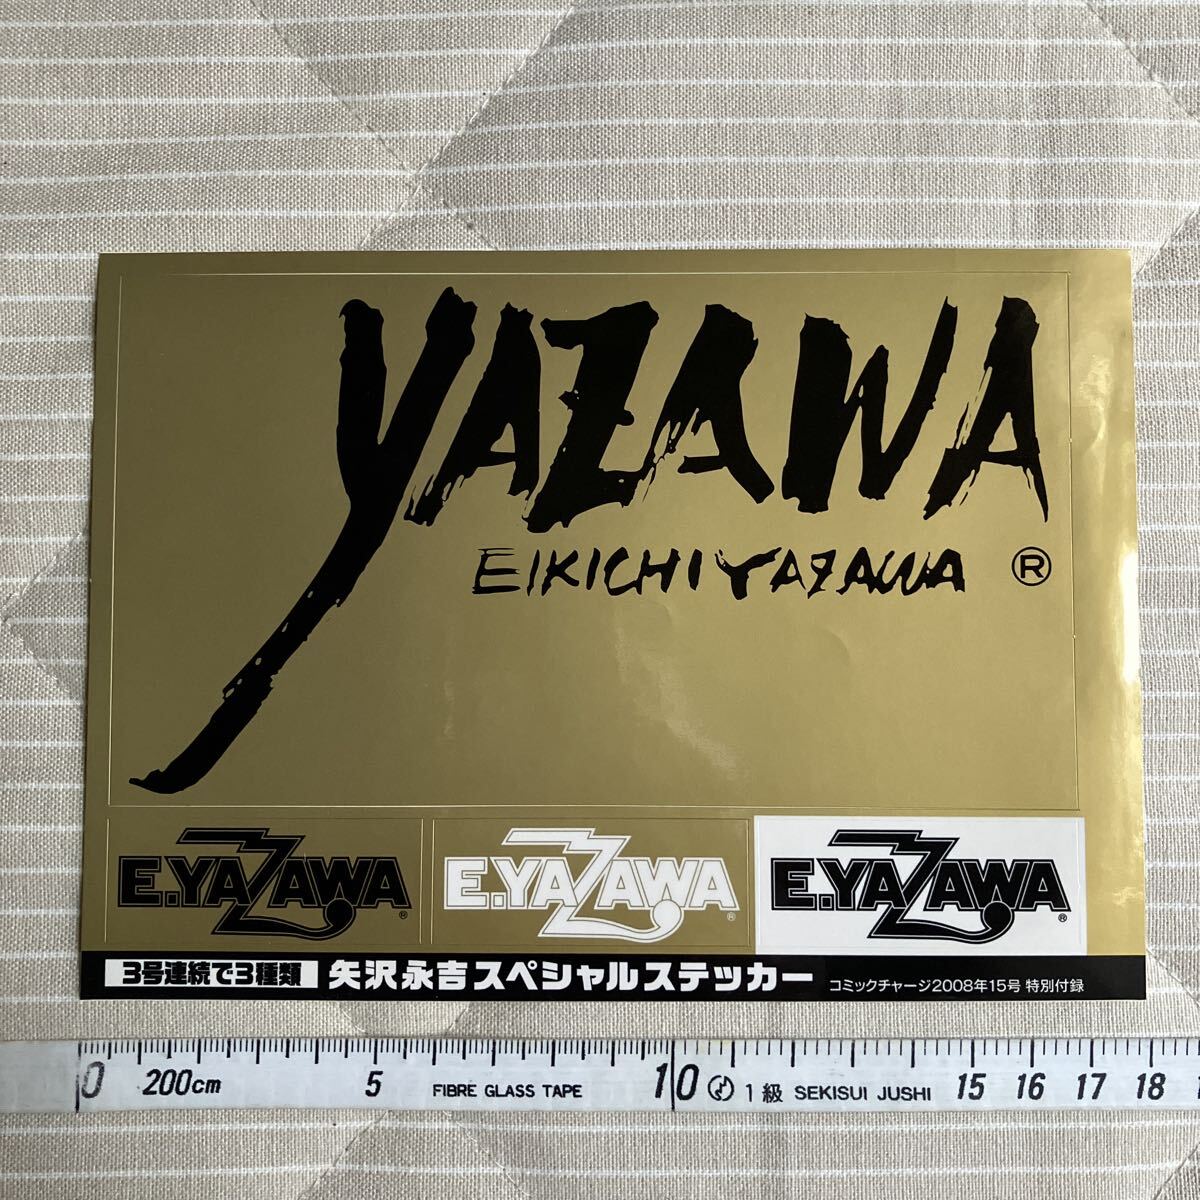 YAZAWA
EIKICHI YAZAWA ®
E.YAZAWA® E.YAZAWA® E.YAZAWA®
3号連続で3種類 矢沢永吉スペシャルステッカー コミックチャージ2008年15号 特別付録
0 200cm 5 FIBRE GLASS TAPE 10 1級 SEKISUI JUSHI 15 16 17 18